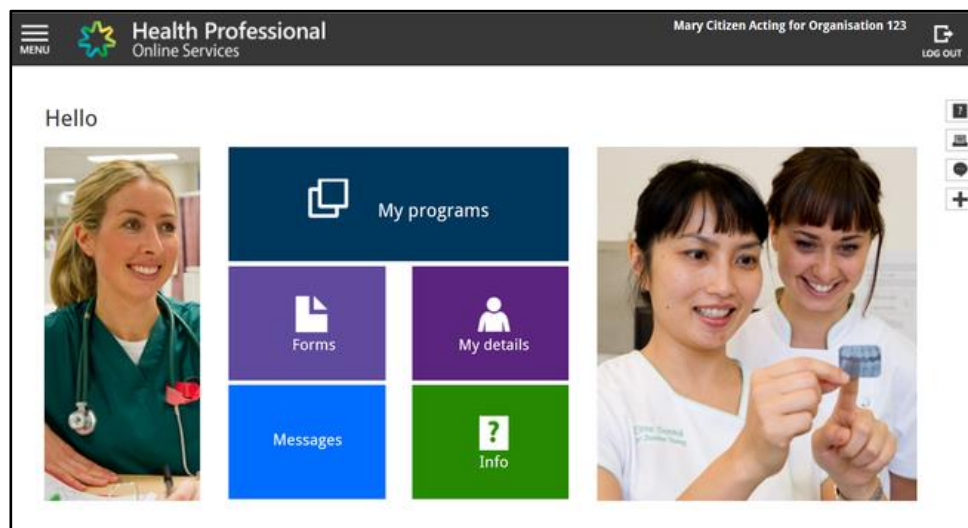 MENU
Health Professional
Online Services
Mary Citizen Acting for Organisation 123
LOG OUT
Hello
My programs
Forms
My details
Messages
?
Info
?